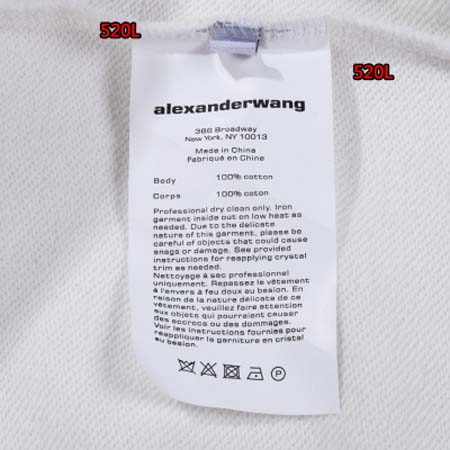 520L
520L
alexanderwang
386 Broadway
New York, NY 10013
Made in China
Fabriqué en Chine
Body 100% cotton
Corps 100% coton
Professional dry clean only. Iron
garment inside out on low heat as
needed. Due to the delicate
nature of this garment, please be
careful of objects that could cause
snags or damage. See provided
instructions for reapplying crystal
trim as needed.
Nettoyage à sec professionel
uniquement. Repassez le vêtement
à l'envers à feu doux au besion. En
raison de la nature délicate de ce
vêtement, veuillez faire attention
aux objets qui pourraient causer
des accrocs ou des dommages.
Voir les instructions fournies pour
réappliquer la garniture en cristal
au besion.
P